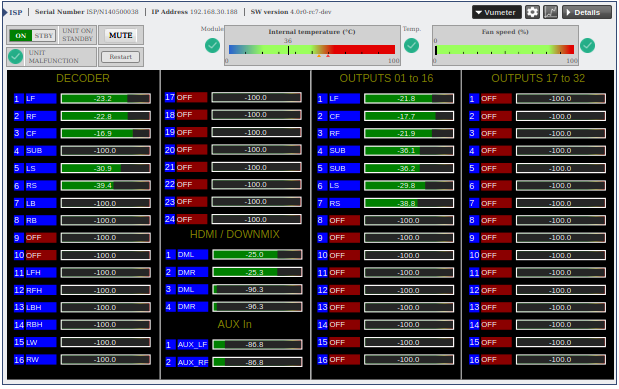 ISP Serial Number ISP/N140500038 IP Address 192.168.30.188 SW version 4.0r0-rc7-dev Vumeter Details
ON STBY UNIT ON/ STANDBY MUTE
UNIT MALFUNCTION Restart
Module Internal temperature (°C) Temp.
36
0 100
Fan speed (%)
0
0 100
DECODER
1 LF -23.2
2 RF -22.8
3 CF -16.9
4 SUB -100.0
5 LS -30.9
6 RS -39.4
7 LB -100.0
8 RB -100.0
9 OFF -100.0
10 OFF -100.0
11 LFH -100.0
12 RFH -100.0
13 LBH -100.0
14 RBH -100.0
15 LW -100.0
16 RW -100.0
17 OFF -100.0
18 OFF -100.0
19 OFF -100.0
20 OFF -100.0
21 OFF -100.0
22 OFF -100.0
23 OFF -100.0
24 OFF -100.0
HDMI / DOWNMIX
1 DML -25.0
2 DMR -25.3
3 DML -96.3
4 DMR -96.3
AUX In
1 AUX_LF -86.8
2 AUX_RF -86.8
OUTPUTS 01 to 16
1 LF -21.8
2 CF -17.7
3 RF -21.9
4 SUB -36.1
5 SUB -36.2
6 LS -29.8
7 RS -38.8
8 OFF -100.0
9 OFF -100.0
10 OFF -100.0
11 OFF -100.0
12 OFF -100.0
13 OFF -100.0
14 OFF -100.0
15 OFF -100.0
16 OFF -100.0
OUTPUTS 17 to 32
1 OFF -100.0
2 OFF -100.0
3 OFF -100.0
4 OFF -100.0
5 OFF -100.0
6 OFF -100.0
7 OFF -100.0
8 OFF -100.0
9 OFF -100.0
10 OFF -100.0
11 OFF -100.0
12 OFF -100.0
13 OFF -100.0
14 OFF -100.0
15 OFF -100.0
16 OFF -100.0